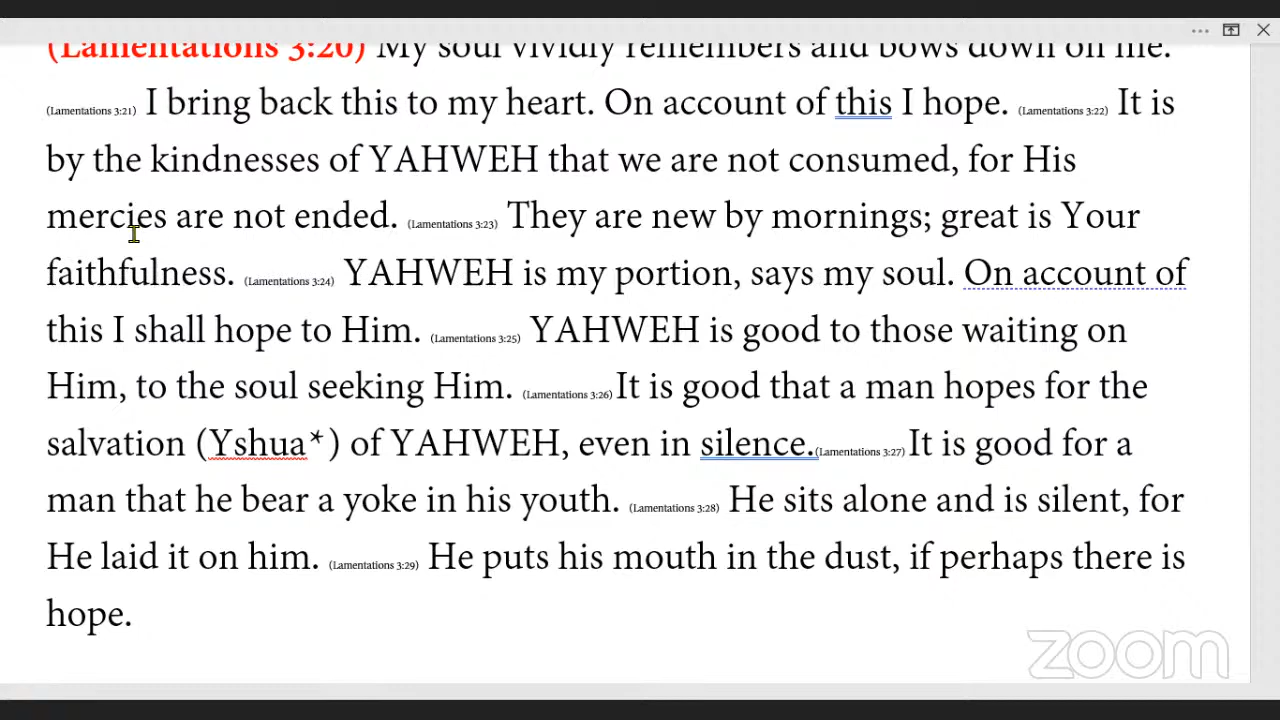 (Lamentations 3:20) My soul vividly remembers and bows down on me.
(Lamentations 3:21) I bring back this to my heart. On account of this I hope. (Lamentations 3:22) It is
by the kindnesses of YAHWEH that we are not consumed, for His
mercies are not ended. (Lamentations 3:23) They are new by mornings; great is Your
faithfulness. (Lamentations 3:24) YAHWEH is my portion, says my soul. On account of
this I shall hope to Him. (Lamentations 3:25) YAHWEH is good to those waiting on
Him, to the soul seeking Him. (Lamentations 3:26) It is good that a man hopes for the
salvation (Yshua*) of YAHWEH, even in silence.(Lamentations 3:27) It is good for a
man that he bear a yoke in his youth. (Lamentations 3:28) He sits alone and is silent, for
He laid it on him. (Lamentations 3:29) He puts his mouth in the dust, if perhaps there is
hope.
zoom